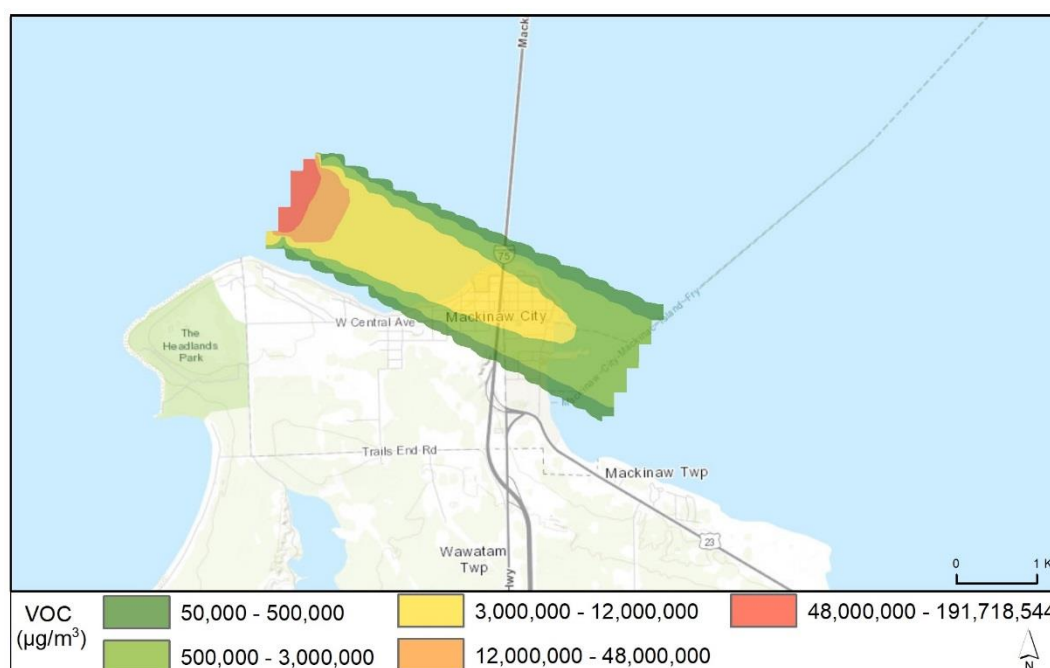 Mack
75
Mackinaw City
W Central Ave
The
Headlands
Park
Trails End Rd
Mackinaw Twp
23
Wawatam
Twp
Hwy
0 1 K
VOC
(µg/m³)
50,000 - 500,000
3,000,000 - 12,000,000
48,000,000 - 191,718,544
500,000 - 3,000,000
12,000,000 - 48,000,000
N